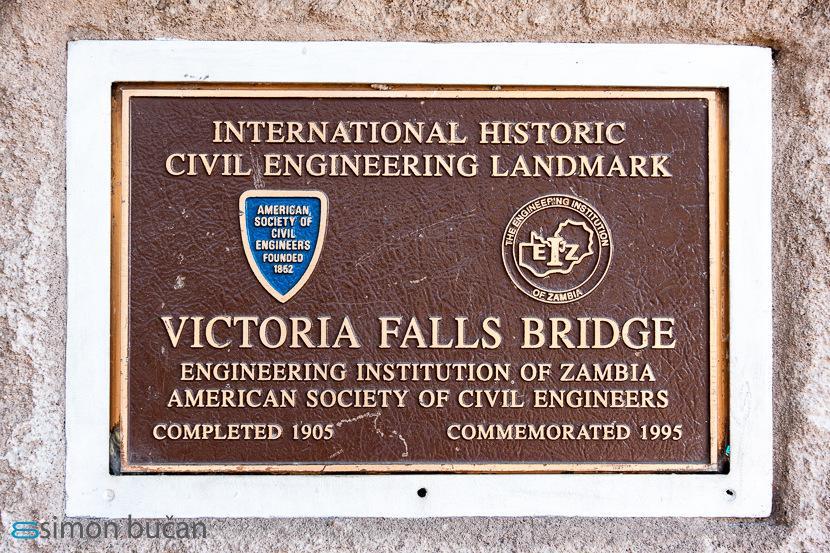 INTERNATIONAL HISTORIC
CIVIL ENGINEERING LANDMARK
AMERICAN
SOCIETY OF
CIVIL
ENGINEERS
FOUNDED
1852
THE ENGINEERING INSTITUTION
EIZ
OF ZAMBIA
VICTORIA FALLS BRIDGE
ENGINEERING INSTITUTION OF ZAMBIA
AMERICAN SOCIETY OF CIVIL ENGINEERS
COMPLETED 1905 COMMEMORATED 1995
simon bučan